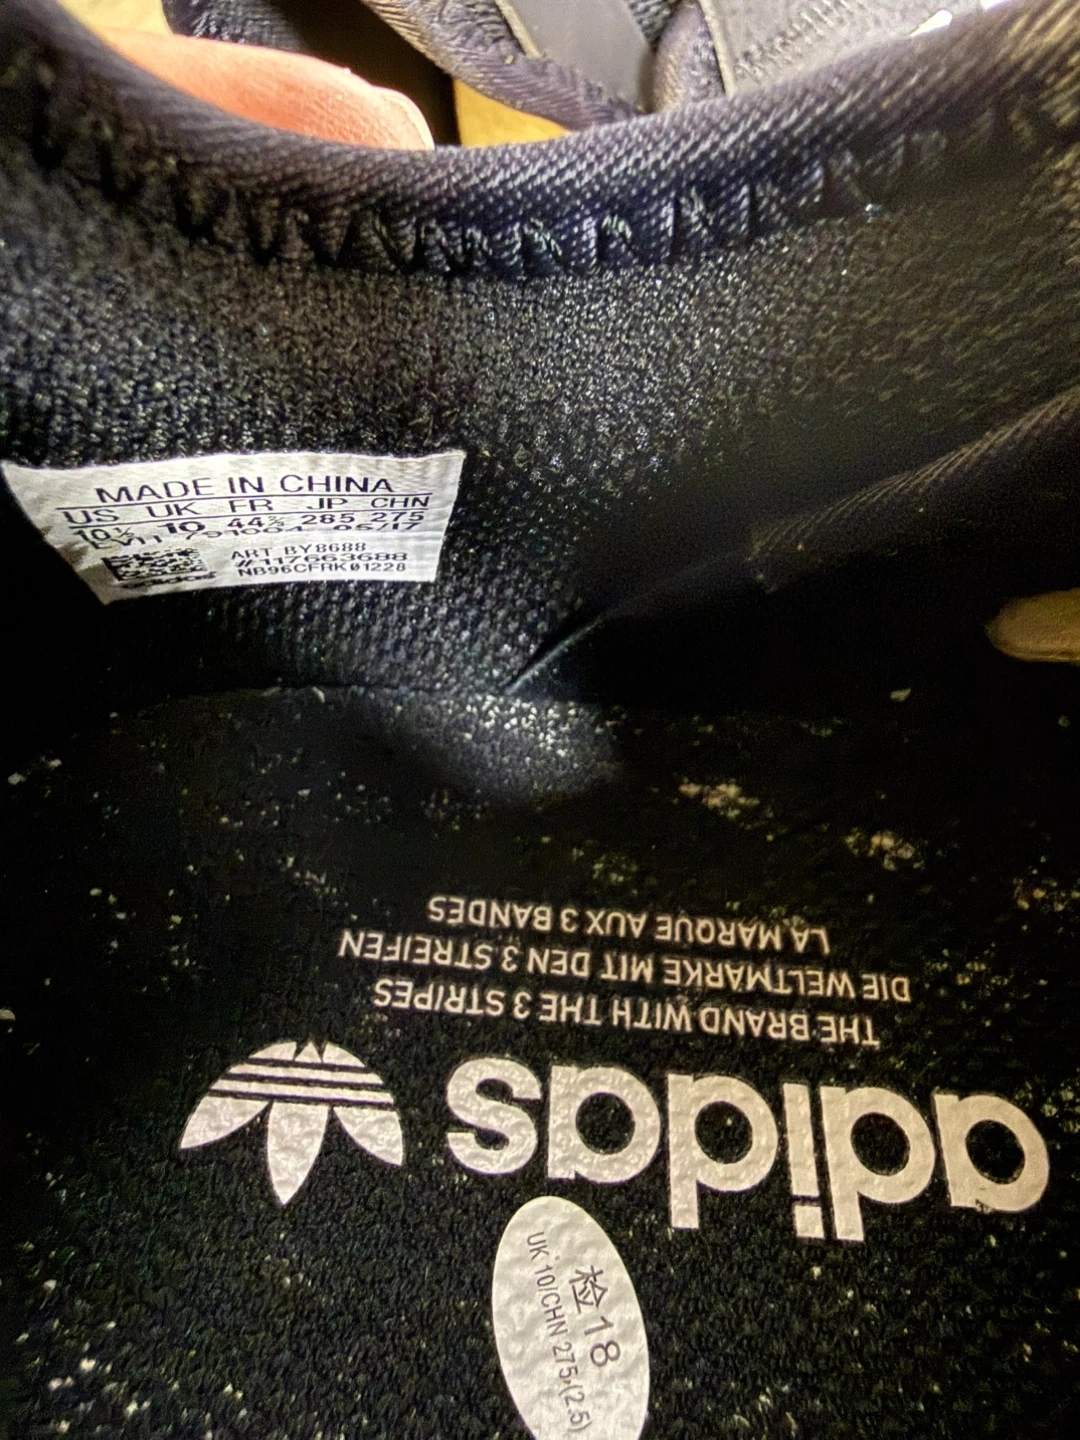 MADE IN CHINA
US UK FR JP CHN
10½ 10 44⅔ 285 275
ART BY8688
#117663688
NB96CFRK01228
LA MARQUE AUX 3 BANDES
DIE WELTMARKE MIT DEN 3 STREIFEN
THE BRAND WITH THE 3 STRIPES
adidas
检18
UK 10/CHN 275(2.5)